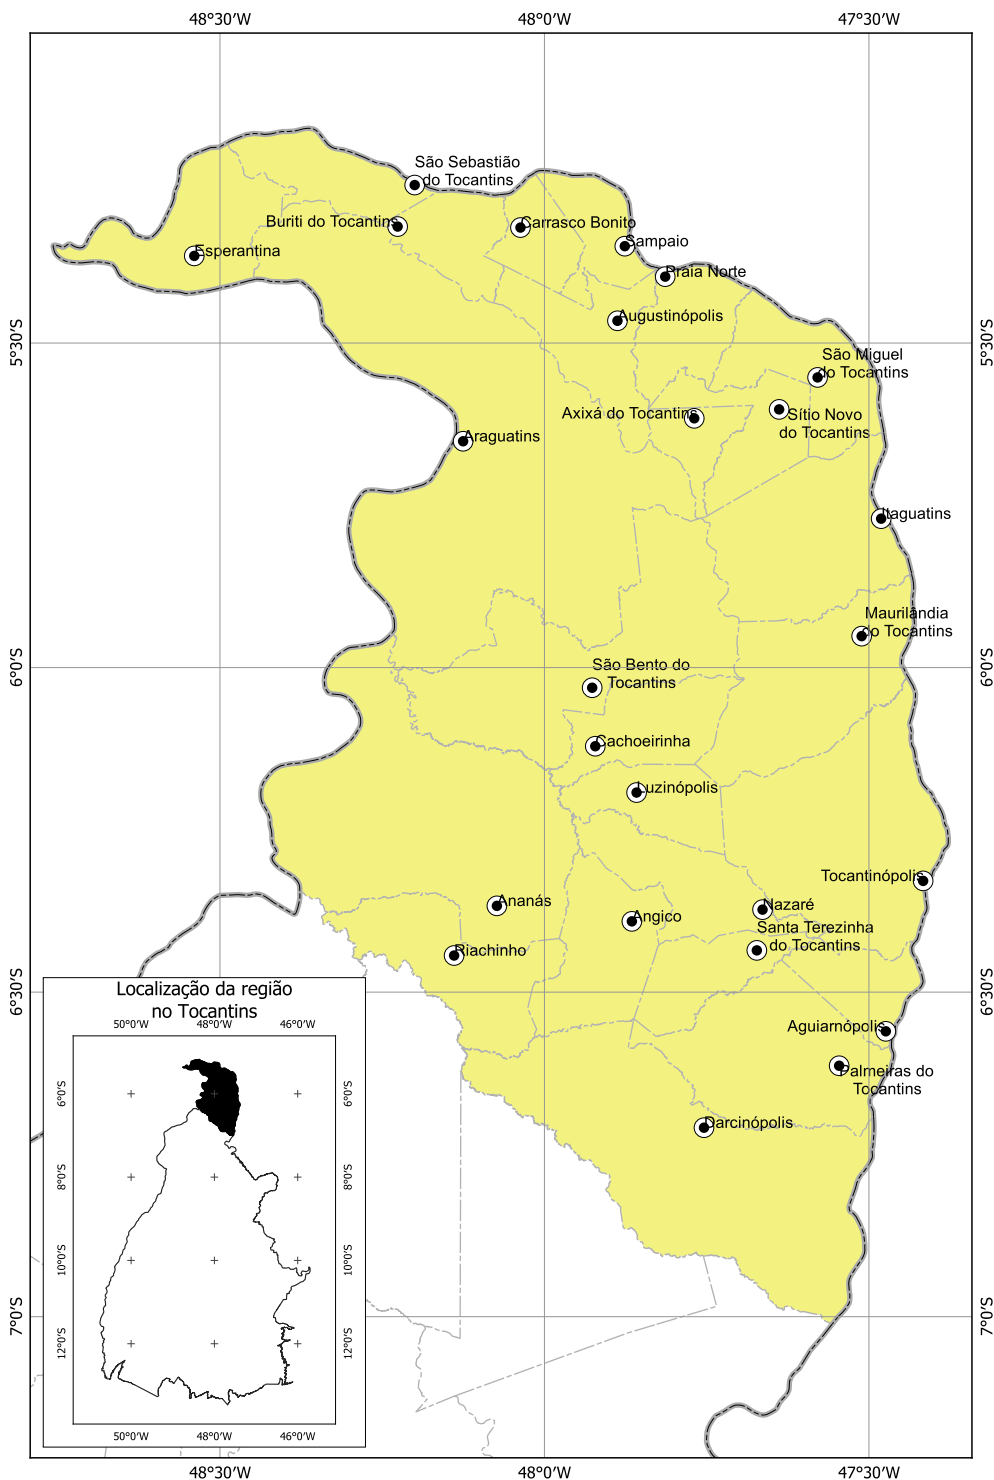 48°30'W 48°0'W 47°30'W
São Sebastião
do Tocantins
Buriti do Tocantins
Carrasco Bonito
Esperantina
Sampaio
Praia Norte
Augustinópolis
5°30'S 5°30'S
São Miguel
do Tocantins
Axixá do Tocantins
Sítio Novo
do Tocantins
Araguatins
Itaguatins
Maurilândia
do Tocantins
6°0'S 6°0'S
São Bento do
Tocantins
Cachoeirinha
Luzinópolis
Tocantinópolis
Ananás
Nazaré
Angico
Santa Terezinha
do Tocantins
Riachinho
6°30'S 6°30'S
Aguiarnópolis
Palmeiras do
Tocantins
Darcinópolis
7°0'S 7°0'S
Localização da região
no Tocantins
50°0'W 48°0'W 46°0'W
6°0'S 6°0'S
8°0'S 8°0'S
10°0'S 10°0'S
12°0'S 12°0'S
50°0'W 48°0'W 46°0'W
48°30'W 48°0'W 47°30'W